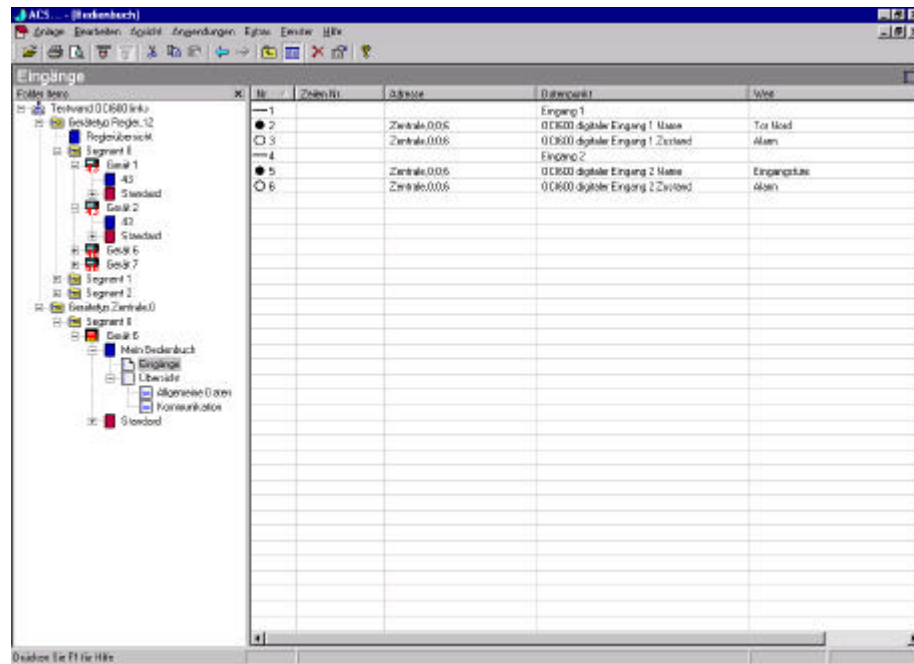 ACS... - [Bedienbuch]
Anlage Bearbeiten Ansicht Anwendungen Extras Fenster Hilfe
Eingänge
Folder Items
Nr Zeilen Nr. Adresse Datenpunkt Wert
Testwand OCI600 links
Gerätetyp Regler, 12
Reglerübersicht
Segment 0
Gerät 1
43
Standard
Gerät 2
43
Standard
Gerät 6
Gerät 7
Segment 1
Segment 2
Gerätetyp Zentrale,0
Segment 0
Gerät 6
Mein Bedienbuch
Eingänge
Übersicht
Allgemeine Daten
Kommunikation
Standard
1 Eingang 1
2 Zentrale,0;0;6 OCI600 digitaler Eingang 1 Name Tor Nord
3 Zentrale,0;0;6 OCI600 digitaler Eingang 1 Zustand Alarm
4 Eingang 2
5 Zentrale,0;0;6 OCI600 digitaler Eingang 2 Name Eingangstüre
6 Zentrale,0;0;6 OCI600 digitaler Eingang 2 Zustand Alarm
Drücken Sie F1 für Hilfe